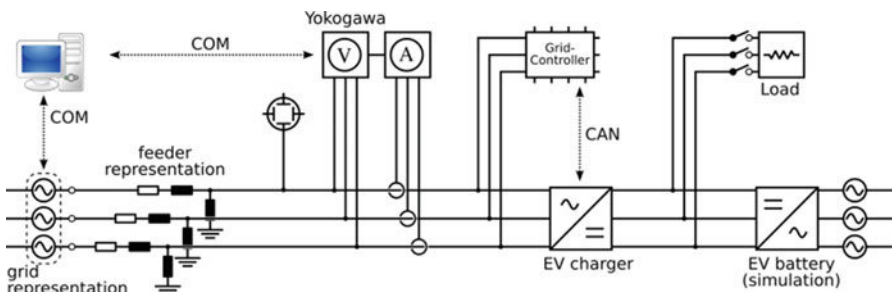 Yokogawa
COM
V
A
Grid-
Controller
Load
COM
CAN
feeder
representation
grid
representation
EV charger
EV battery
(simulation)